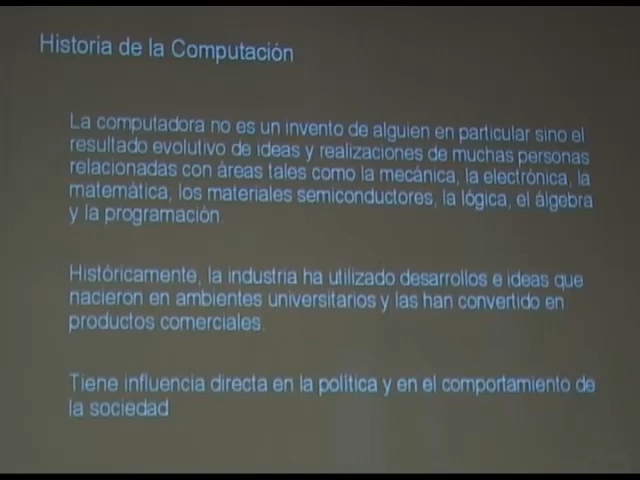 Historia de la Computación
La computadora no es un invento de alguien en particular sino el
resultado evolutivo de ideas y realizaciones de muchas personas
relacionadas con áreas tales como la mecánica, la electrónica, la
matemática, los materiales semiconductores, la lógica, el álgebra
y la programación.
Históricamente, la industria ha utilizado desarrollos e ideas que
nacieron en ambientes universitarios y las han convertido en
productos comerciales.
Tiene influencia directa en la política y en el comportamiento de
la sociedad